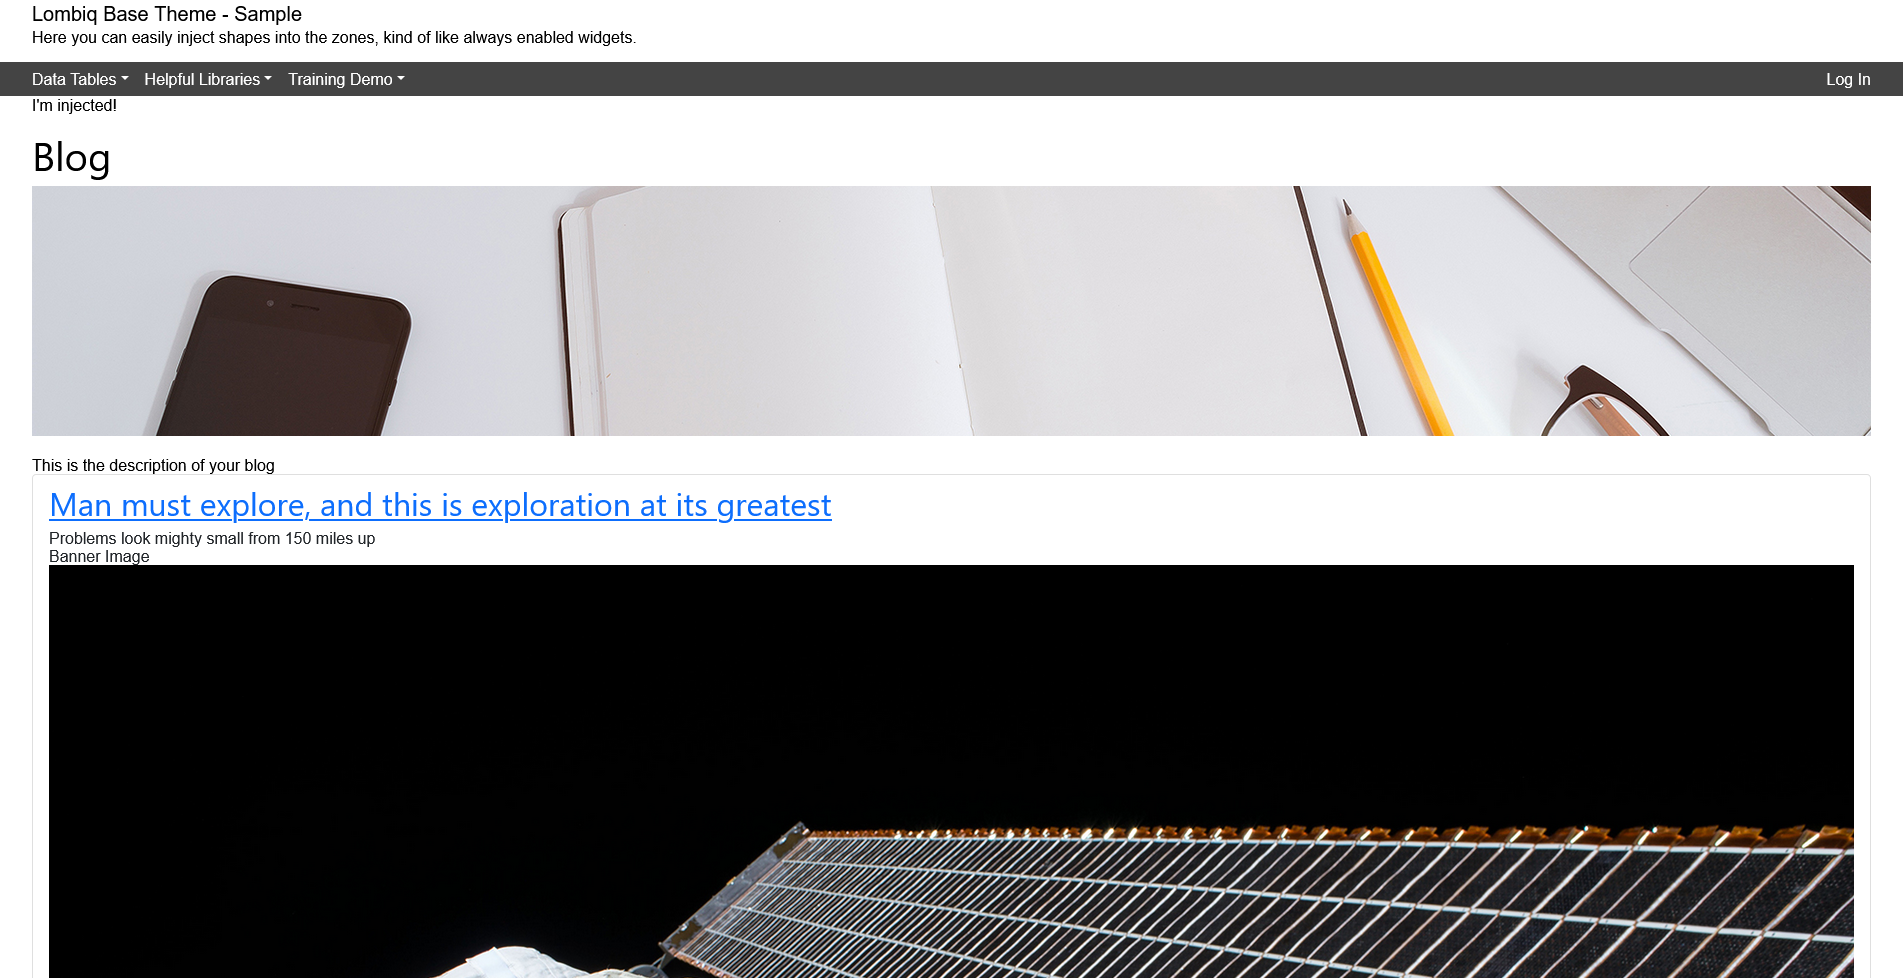 Lombiq Base Theme - Sample
Here you can easily inject shapes into the zones, kind of like always enabled widgets.
Data Tables Helpful Libraries Training Demo Log In
I'm injected!
Blog
This is the description of your blog
Man must explore, and this is exploration at its greatest
Problems look mighty small from 150 miles up
Banner Image